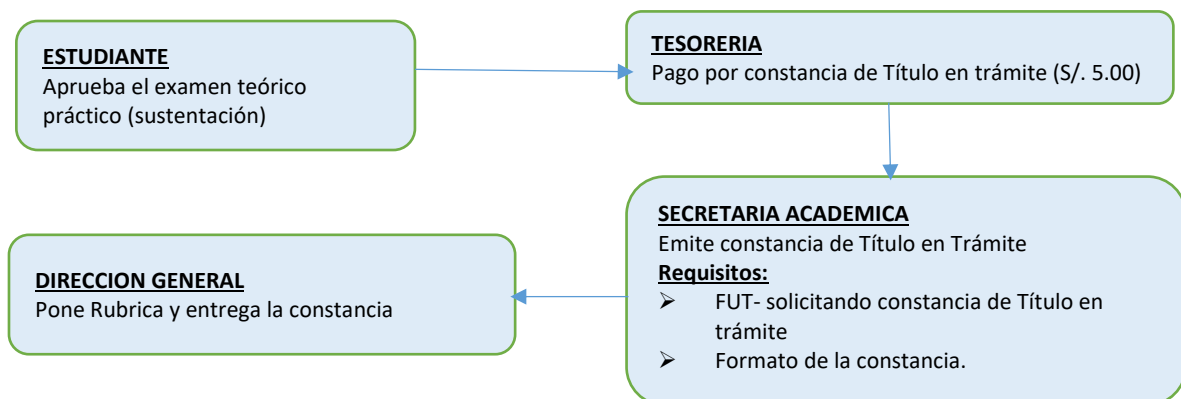 ESTUDIANTE
Aprueba el examen teórico
práctico (sustentación)
TESORERIA
Pago por constancia de Título en trámite (S/. 5.00)
SECRETARIA ACADEMICA
Emite constancia de Título en Trámite
Requisitos:
➢ FUT- solicitando constancia de Título en
trámite
➢ Formato de la constancia.
DIRECCION GENERAL
Pone Rubrica y entrega la constancia